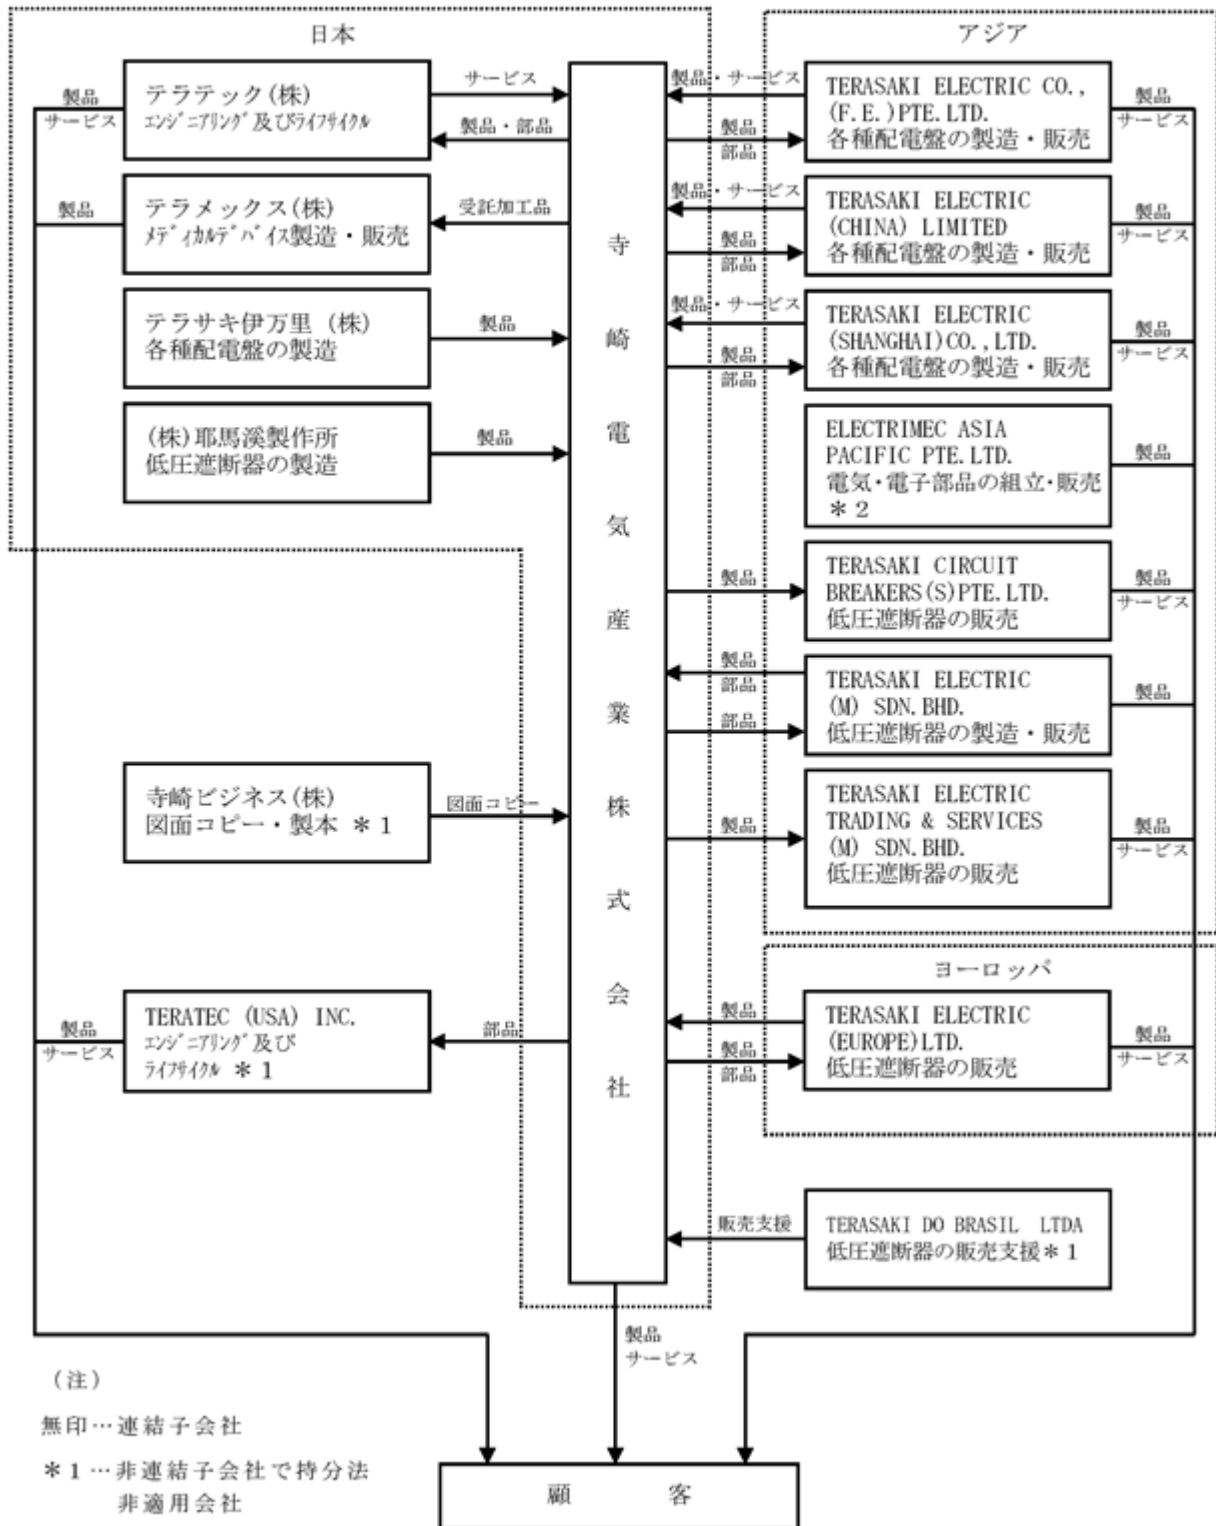 日本
テラテック(株)
エンジニアリング及びライフサイクル
製品
サービス
サービス
製品・部品
テラメックス(株)
メディカルデバイス製造・販売
製品
受託加工品
テラサキ伊万里 (株)
各種配電盤の製造
製品
(株)耶馬溪製作所
低圧遮断器の製造
製品
寺崎ビジネス(株)
図面コピー・製本 *1
図面コピー
TERATEC (USA) INC.
エンジニアリング及び
ライフサイクル *1
製品
サービス
部品
寺崎電気産業株式会社
アジア
製品・サービス
製品
部品
TERASAKI ELECTRIC CO.,
(F.E.)PTE.LTD.
各種配電盤の製造・販売
製品
サービス
製品・サービス
製品
部品
TERASAKI ELECTRIC
(CHINA) LIMITED
各種配電盤の製造・販売
製品
サービス
製品・サービス
製品
部品
TERASAKI ELECTRIC
(SHANGHAI)CO.,LTD.
各種配電盤の製造・販売
製品
サービス
ELECTRIMEC ASIA
PACIFIC PTE.LTD.
電気・電子部品の組立・販売
*2
製品
製品
TERASAKI CIRCUIT
BREAKERS(S)PTE.LTD.
低圧遮断器の販売
製品
サービス
製品
部品
部品
TERASAKI ELECTRIC
(M) SDN.BHD.
低圧遮断器の製造・販売
製品
製品
TERASAKI ELECTRIC
TRADING & SERVICES
(M) SDN.BHD.
低圧遮断器の販売
製品
サービス
ヨーロッパ
製品
製品
部品
TERASAKI ELECTRIC
(EUROPE)LTD.
低圧遮断器の販売
製品
サービス
販売支援
TERASAKI DO BRASIL LTDA
低圧遮断器の販売支援*1
製品
サービス
(注)
無印…連結子会社
*1…非連結子会社で持分法
非適用会社
顧 客